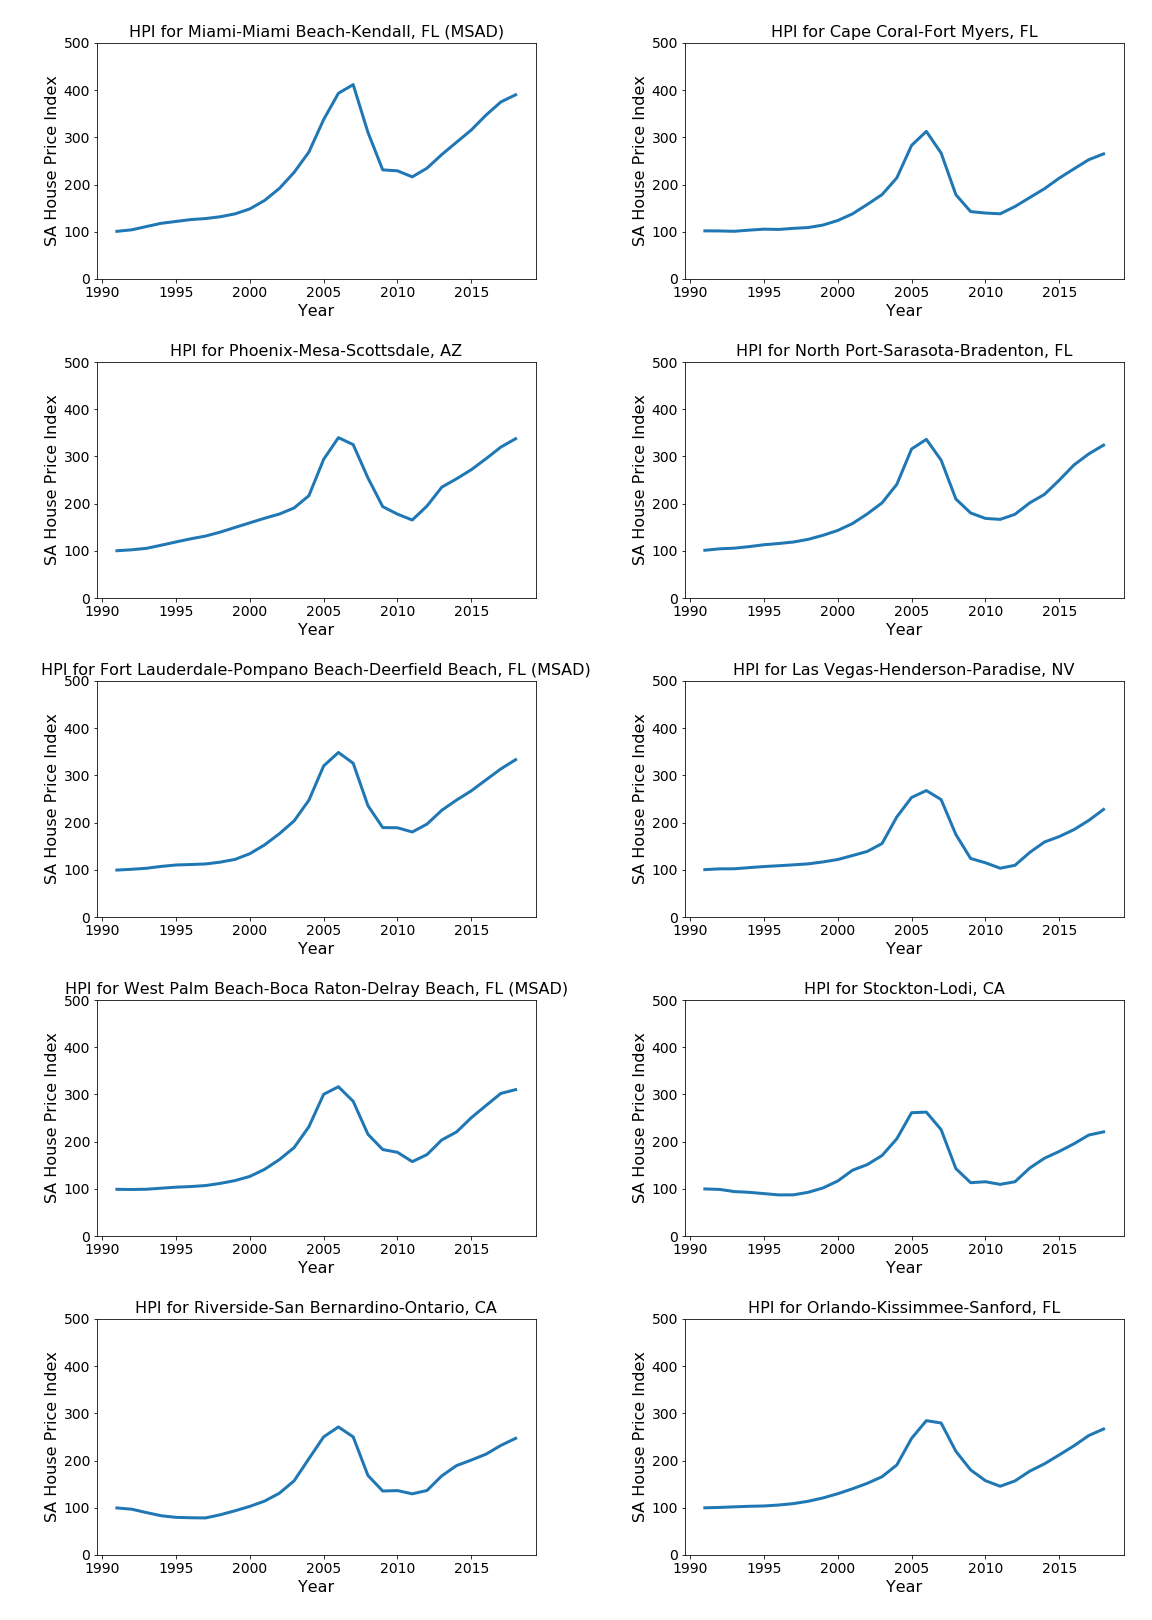 HPI for Miami-Miami Beach-Kendall, FL (MSAD)
500
400
300
200
100
0
SA House Price Index
1990 1995 2000 2005 2010 2015
Year
HPI for Cape Coral-Fort Myers, FL
500
400
300
200
100
0
SA House Price Index
1990 1995 2000 2005 2010 2015
Year
HPI for Phoenix-Mesa-Scottsdale, AZ
500
400
300
200
100
0
SA House Price Index
1990 1995 2000 2005 2010 2015
Year
HPI for North Port-Sarasota-Bradenton, FL
500
400
300
200
100
0
SA House Price Index
1990 1995 2000 2005 2010 2015
Year
HPI for Fort Lauderdale-Pompano Beach-Deerfield Beach, FL (MSAD)
500
400
300
200
100
0
SA House Price Index
1990 1995 2000 2005 2010 2015
Year
HPI for Las Vegas-Henderson-Paradise, NV
500
400
300
200
100
0
SA House Price Index
1990 1995 2000 2005 2010 2015
Year
HPI for West Palm Beach-Boca Raton-Delray Beach, FL (MSAD)
500
400
300
200
100
0
SA House Price Index
1990 1995 2000 2005 2010 2015
Year
HPI for Stockton-Lodi, CA
500
400
300
200
100
0
SA House Price Index
1990 1995 2000 2005 2010 2015
Year
HPI for Riverside-San Bernardino-Ontario, CA
500
400
300
200
100
0
SA House Price Index
1990 1995 2000 2005 2010 2015
Year
HPI for Orlando-Kissimmee-Sanford, FL
500
400
300
200
100
0
SA House Price Index
1990 1995 2000 2005 2010 2015
Year